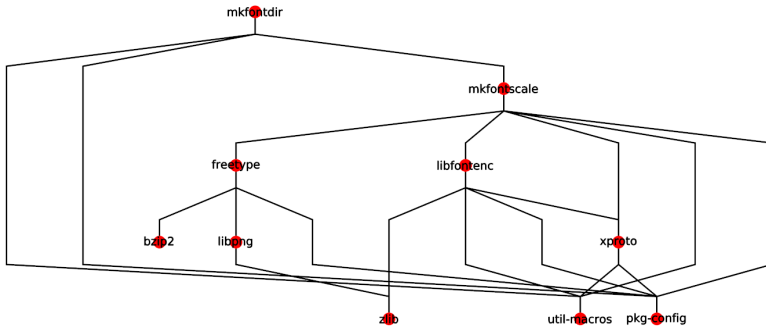 mkfontdir
mkfontscale
freetype
libfontenc
bzip2
libpng
xproto
zlib
util-macros
pkg-config